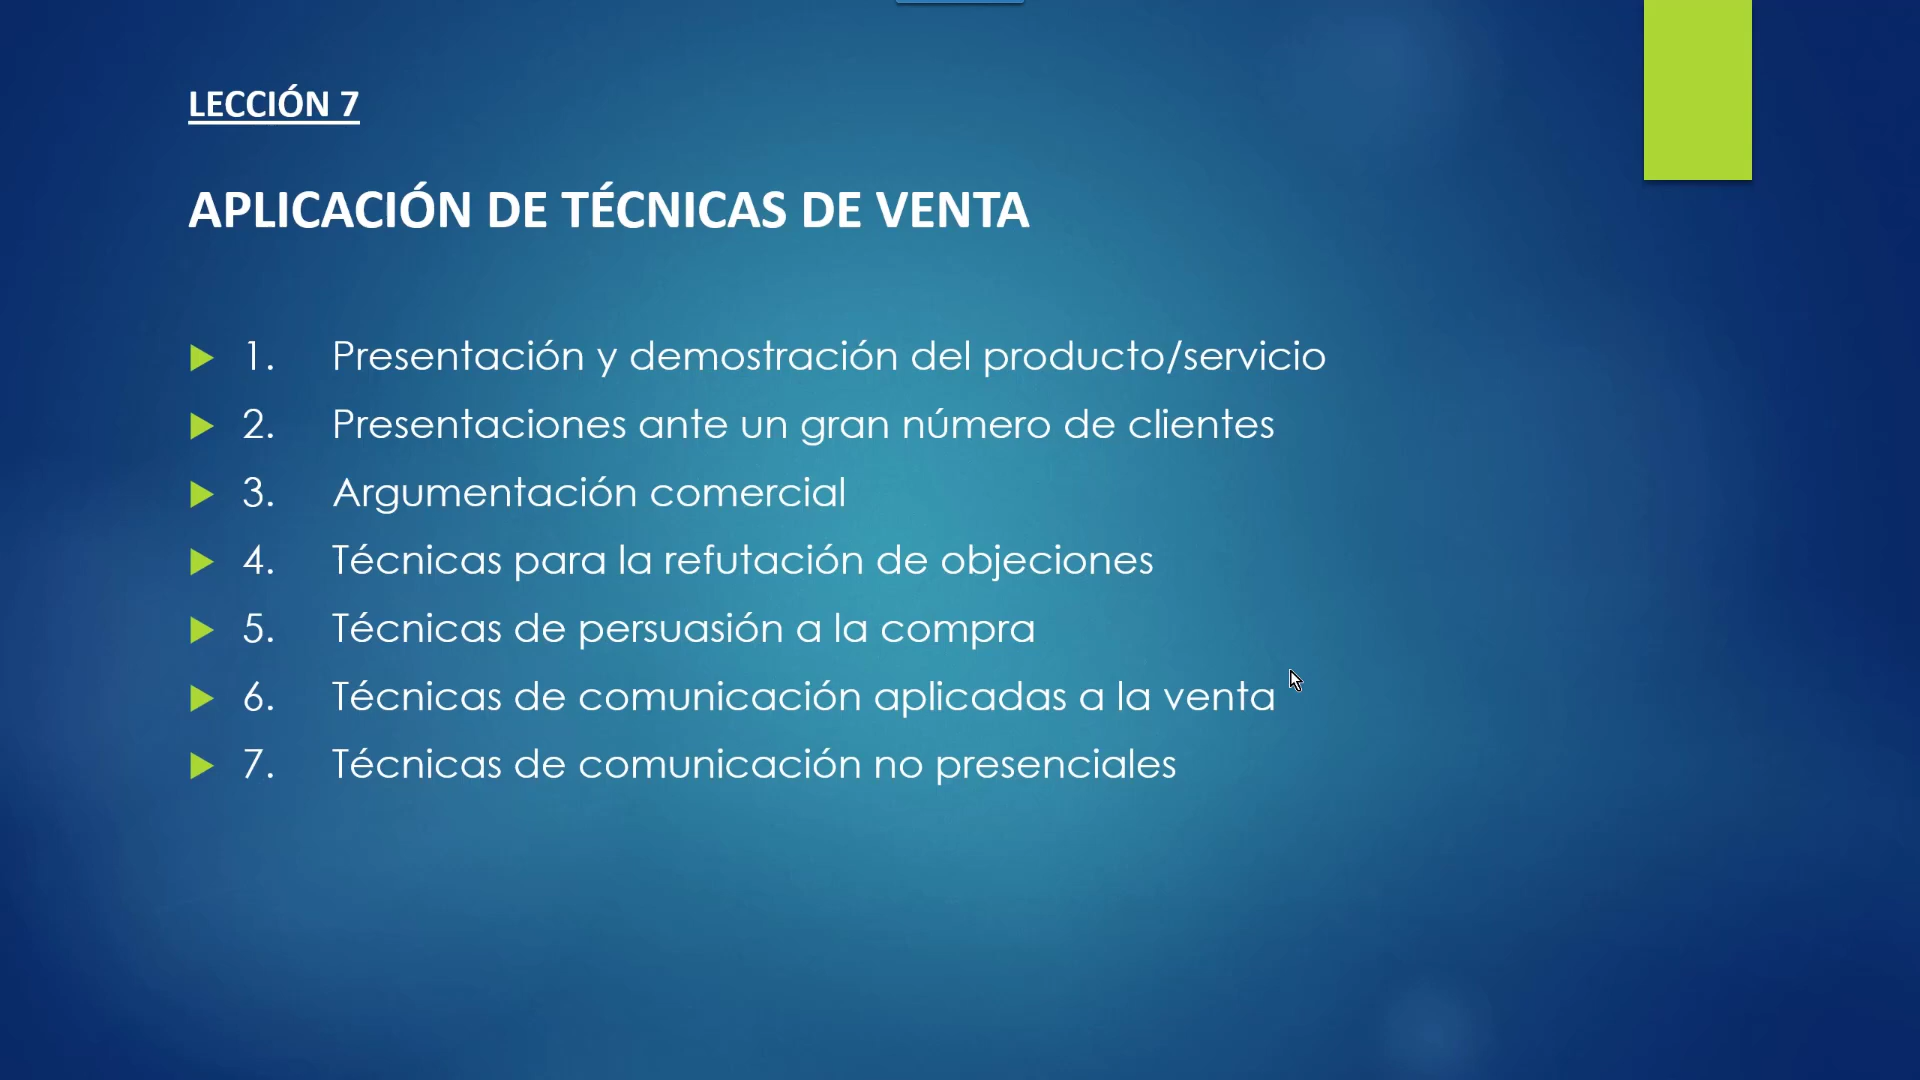 LECCIÓN 7
APLICACIÓN DE TÉCNICAS DE VENTA
1. Presentación y demostración del producto/servicio
2. Presentaciones ante un gran número de clientes
3. Argumentación comercial
4. Técnicas para la refutación de objeciones
5. Técnicas de persuasión a la compra
6. Técnicas de comunicación aplicadas a la venta
7. Técnicas de comunicación no presenciales